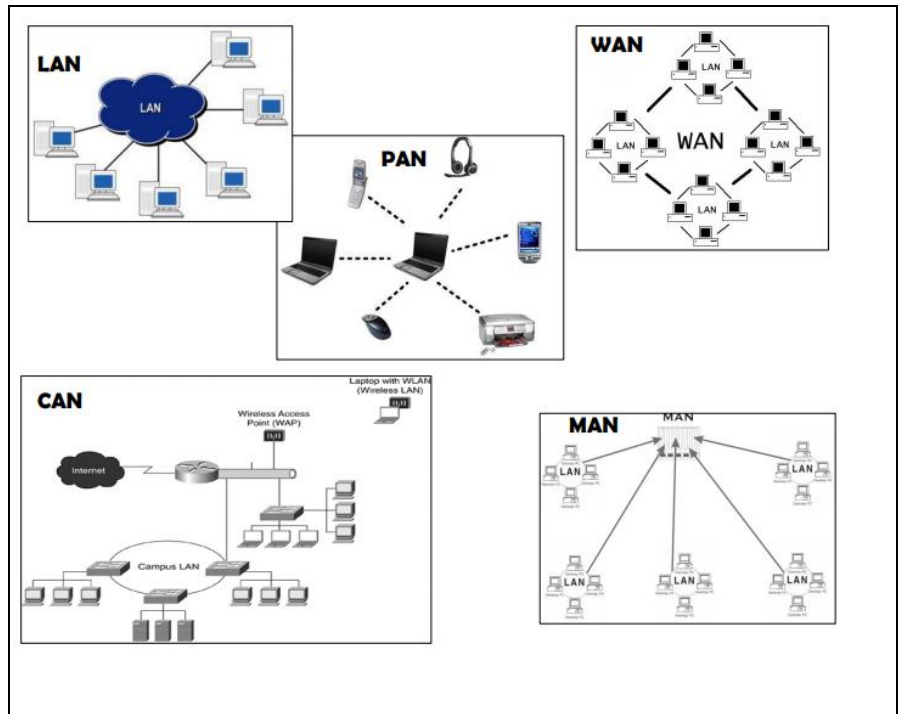 LAN
LAN
WAN
LAN
LAN
WAN
LAN
LAN
PAN
CAN
Laptop with WLAN
(Wireless LAN)
Wireless Access
Point (WAP)
Internet
Campus LAN
MAN
MAN
LAN
LAN
LAN
LAN
LAN